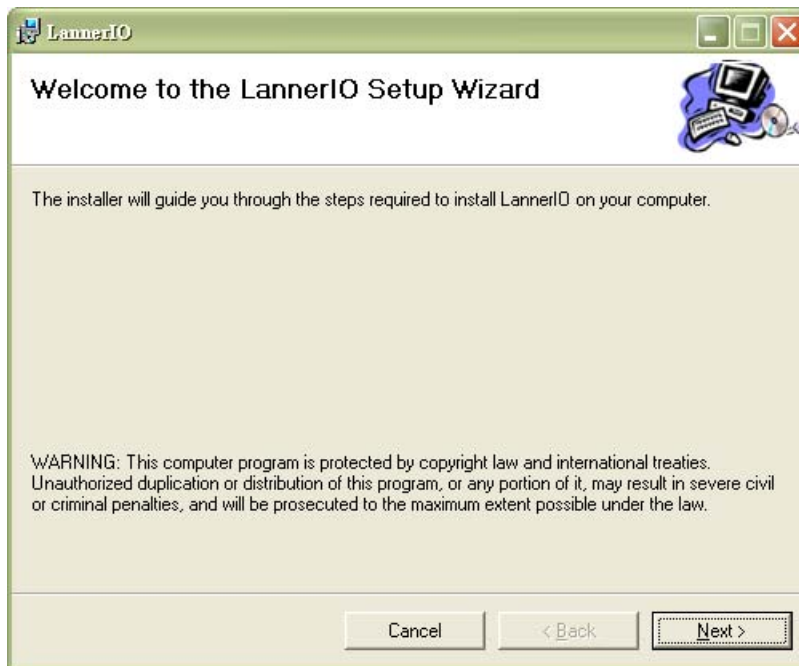 LannerIO
Welcome to the LannerIO Setup Wizard
The installer will guide you through the steps required to install LannerIO on your computer.
WARNING: This computer program is protected by copyright law and international treaties.
Unauthorized duplication or distribution of this program, or any portion of it, may result in severe civil
or criminal penalties, and will be prosecuted to the maximum extent possible under the law.
Cancel < Back Next >